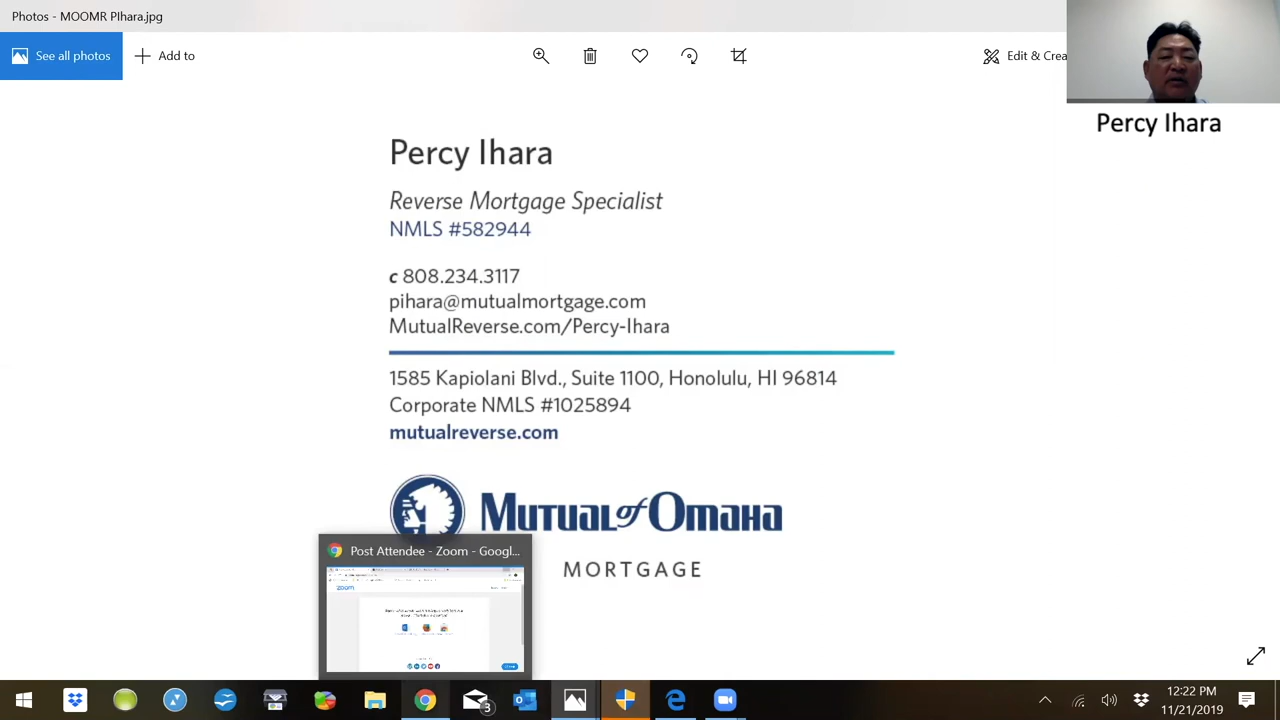 Photos - MOOMR PIhara.jpg
See all photos
Add to
Edit & Crea
Percy Ihara
Percy Ihara
Reverse Mortgage Specialist
NMLS #582944
c 808.234.3117
pihara@mutualmortgage.com
MutualReverse.com/Percy-Ihara
1585 Kapiolani Blvd., Suite 1100, Honolulu, HI 96814
Corporate NMLS #1025894
mutualreverse.com
Mutual of Omaha
MORTGAGE
Post Attendee - Zoom - Googl...
zoom
3
12:22 PM
11/21/2019